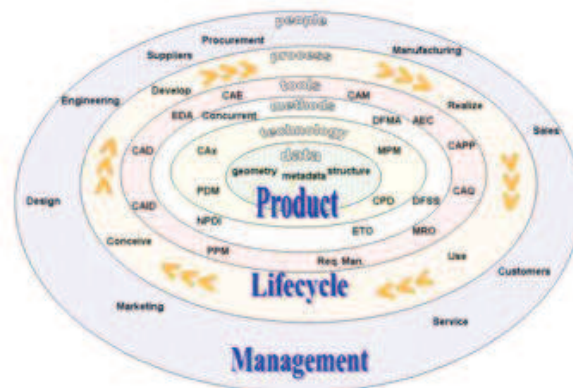 people
Procurement
Suppliers
Manufacturing
process
Engineering
Develop
Realize
Sales
tools
CAE
CAM
methods
EDA
Concurrent
DFMA
AEC
technology
CAD
CAx
MPM
CAPP
data
geometry
metadata
structure
Product
PDM
CPD
DFSS
CAQ
Design
CAID
NPDI
ETO
MRO
Conceive
PPM
Req. Man.
Use
Customers
Lifecycle
Marketing
Service
Management